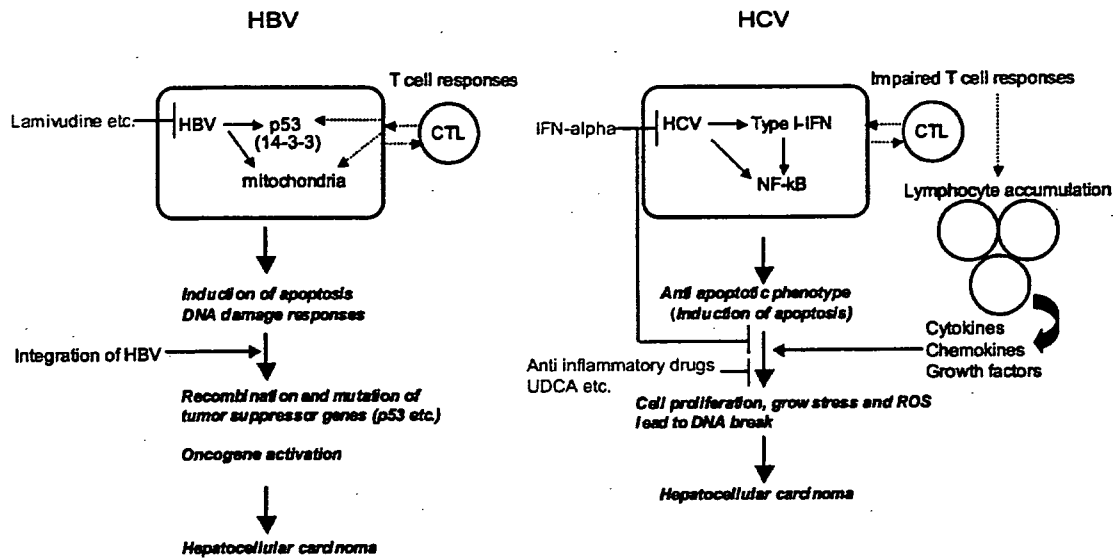 HBV
T cell responses
Lamivudine etc.
HBV
p53
(14-3-3)
mitochondria
CTL
Induction of apoptosis
DNA damage responses
Integration of HBV
Recombination and mutation of
tumor suppressor genes (p53 etc.)
Oncogene activation
Hepatocellular carcinoma
HCV
Impaired T cell responses
IFN-alpha
HCV
Type I-IFN
NF-kB
CTL
Lymphocyte accumulation
Anti apoptotic phenotype
(Induction of apoptosis)
Cytokines
Chemokines
Growth factors
Anti inflammatory drugs
UDCA etc.
Cell proliferation, grow stress and ROS
lead to DNA break
Hepatocellular carcinoma